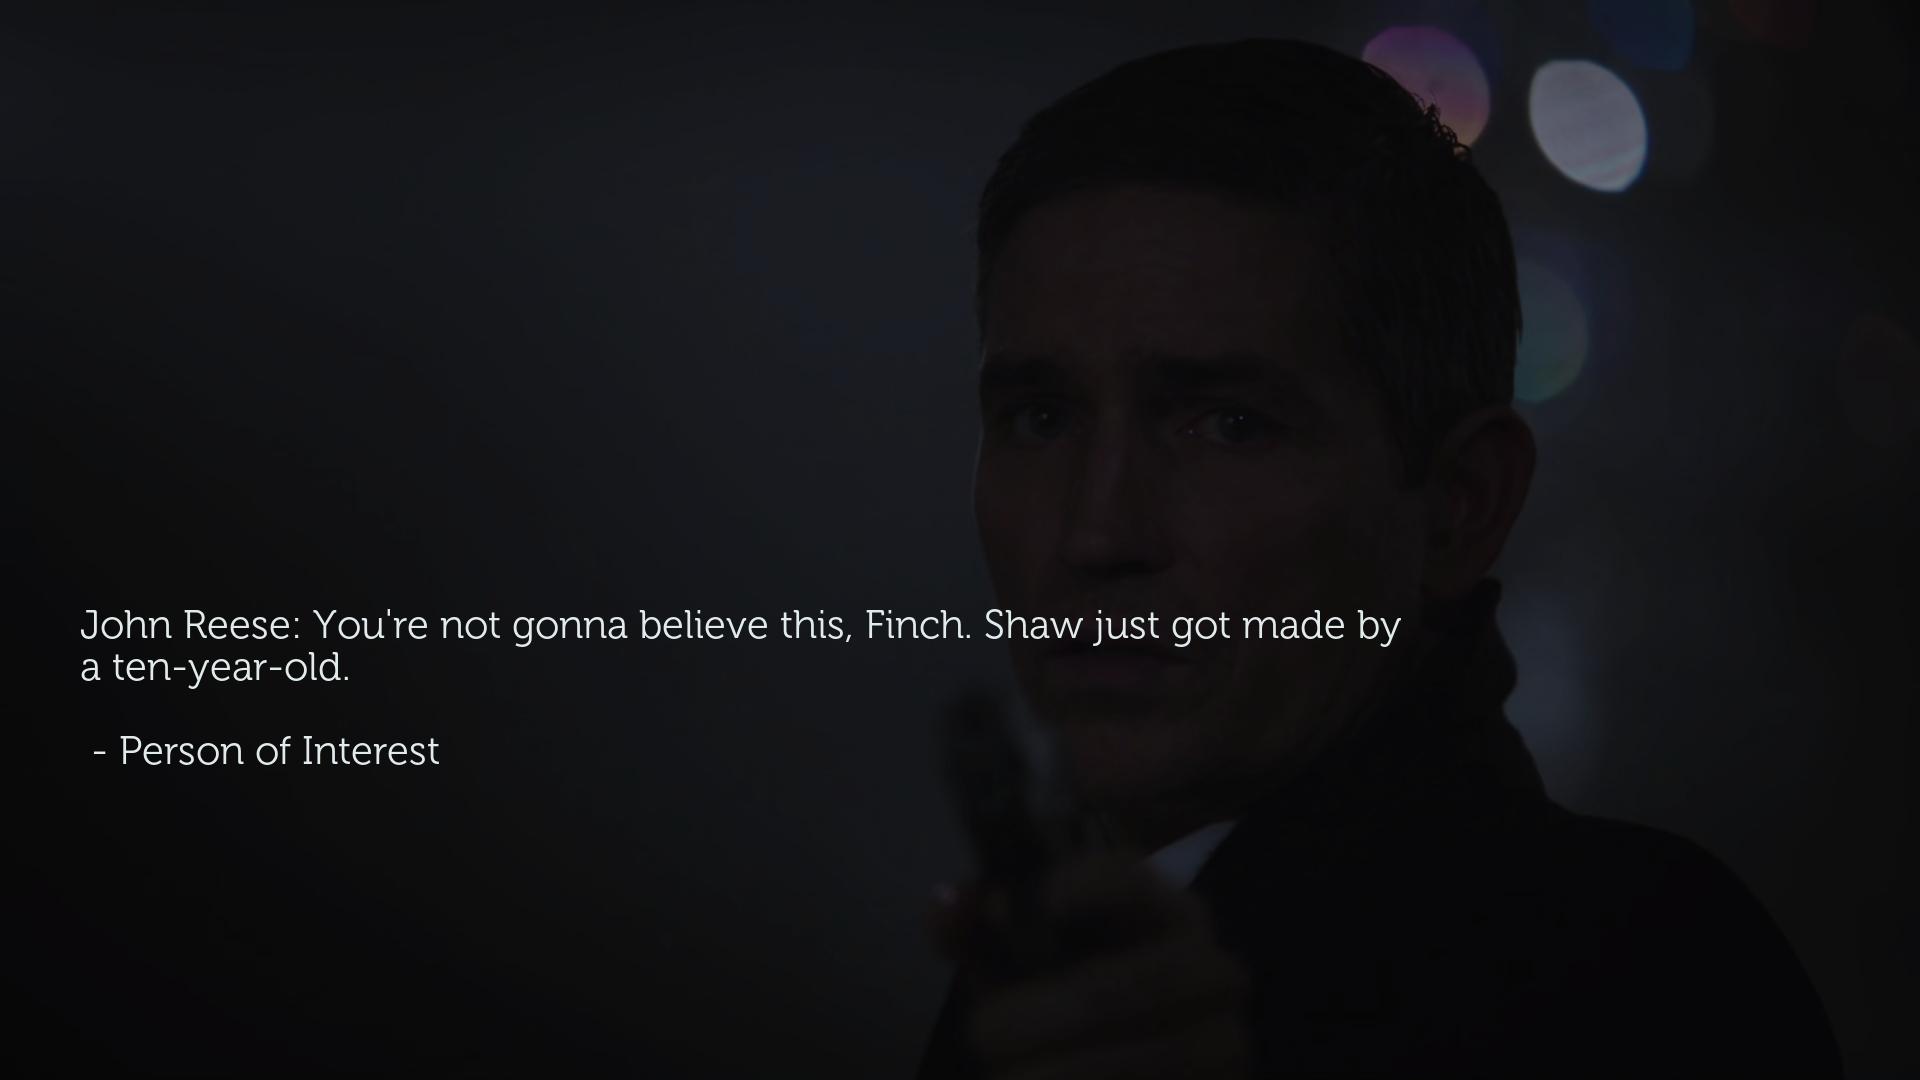 John Reese: You're not gonna believe this, Finch. Shaw just got made by
a ten-year-old.
- Person of Interest